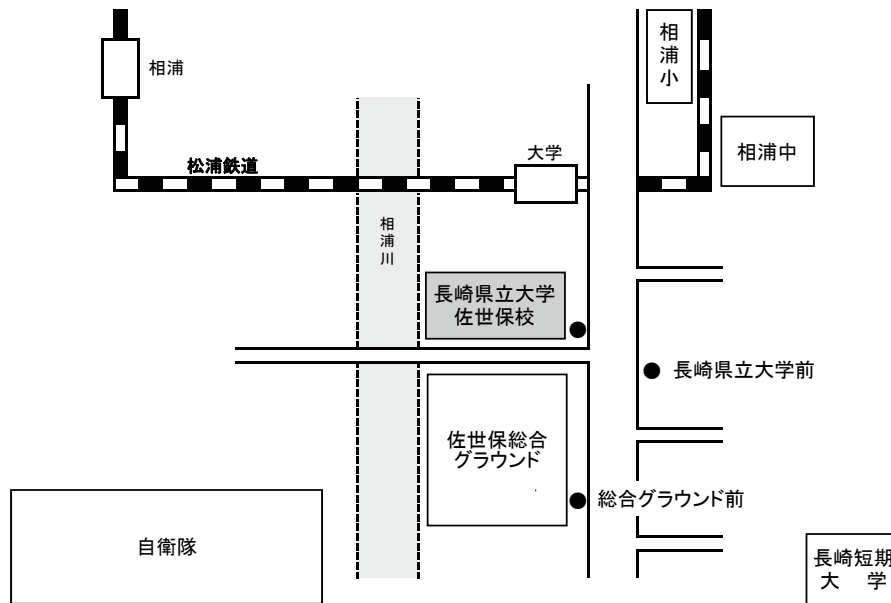 相浦小
相浦
相浦中
大学
松浦鉄道
相浦川
長崎県立大学
佐世保校
長崎県立大学前
佐世保総合
グラウンド
総合グラウンド前
自衛隊
長崎短期
大 学